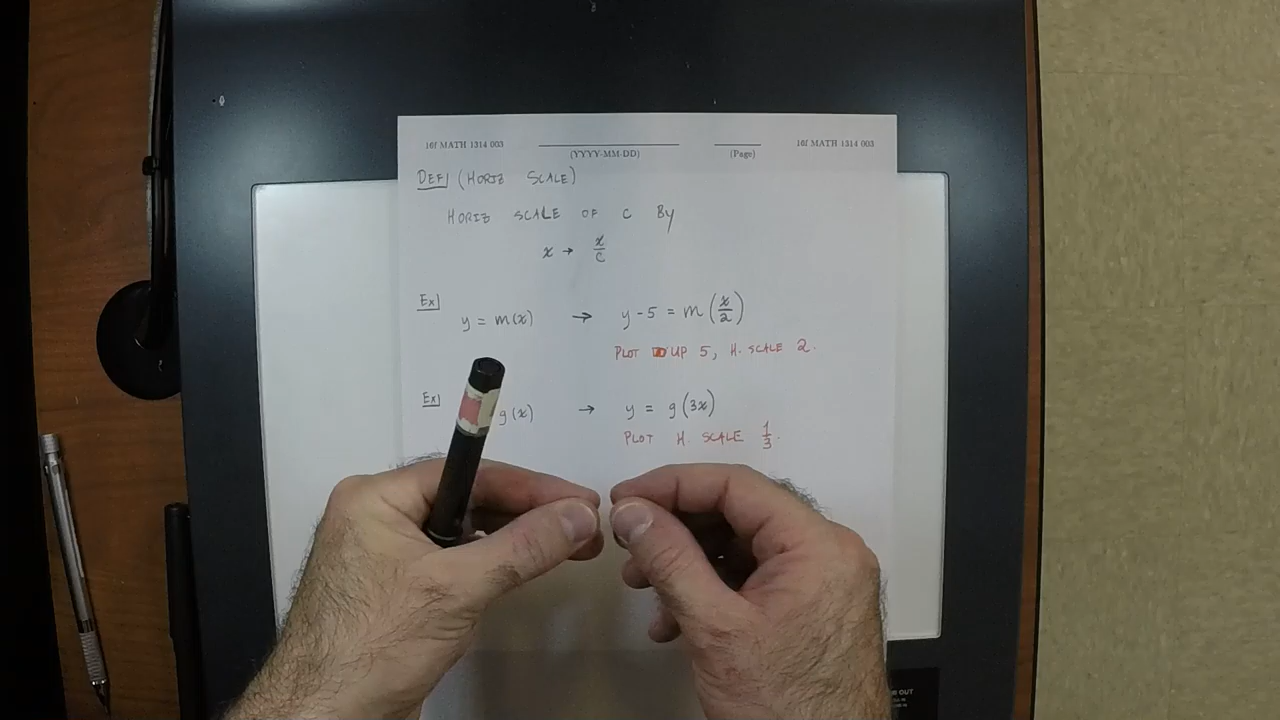 16f MATH 1314 003 (YYYY-MM-DD) (Page) 16f MATH 1314 003
DEF (HORIZ SCALE)
HORIZ SCALE OF C BY
x → x/c
Ex y = m(x) → y - 5 = m(x/2)
PLOT UP 5, H. SCALE 2.
Ex g(x) → y = g(3x)
PLOT H. SCALE 1/3.
OUT